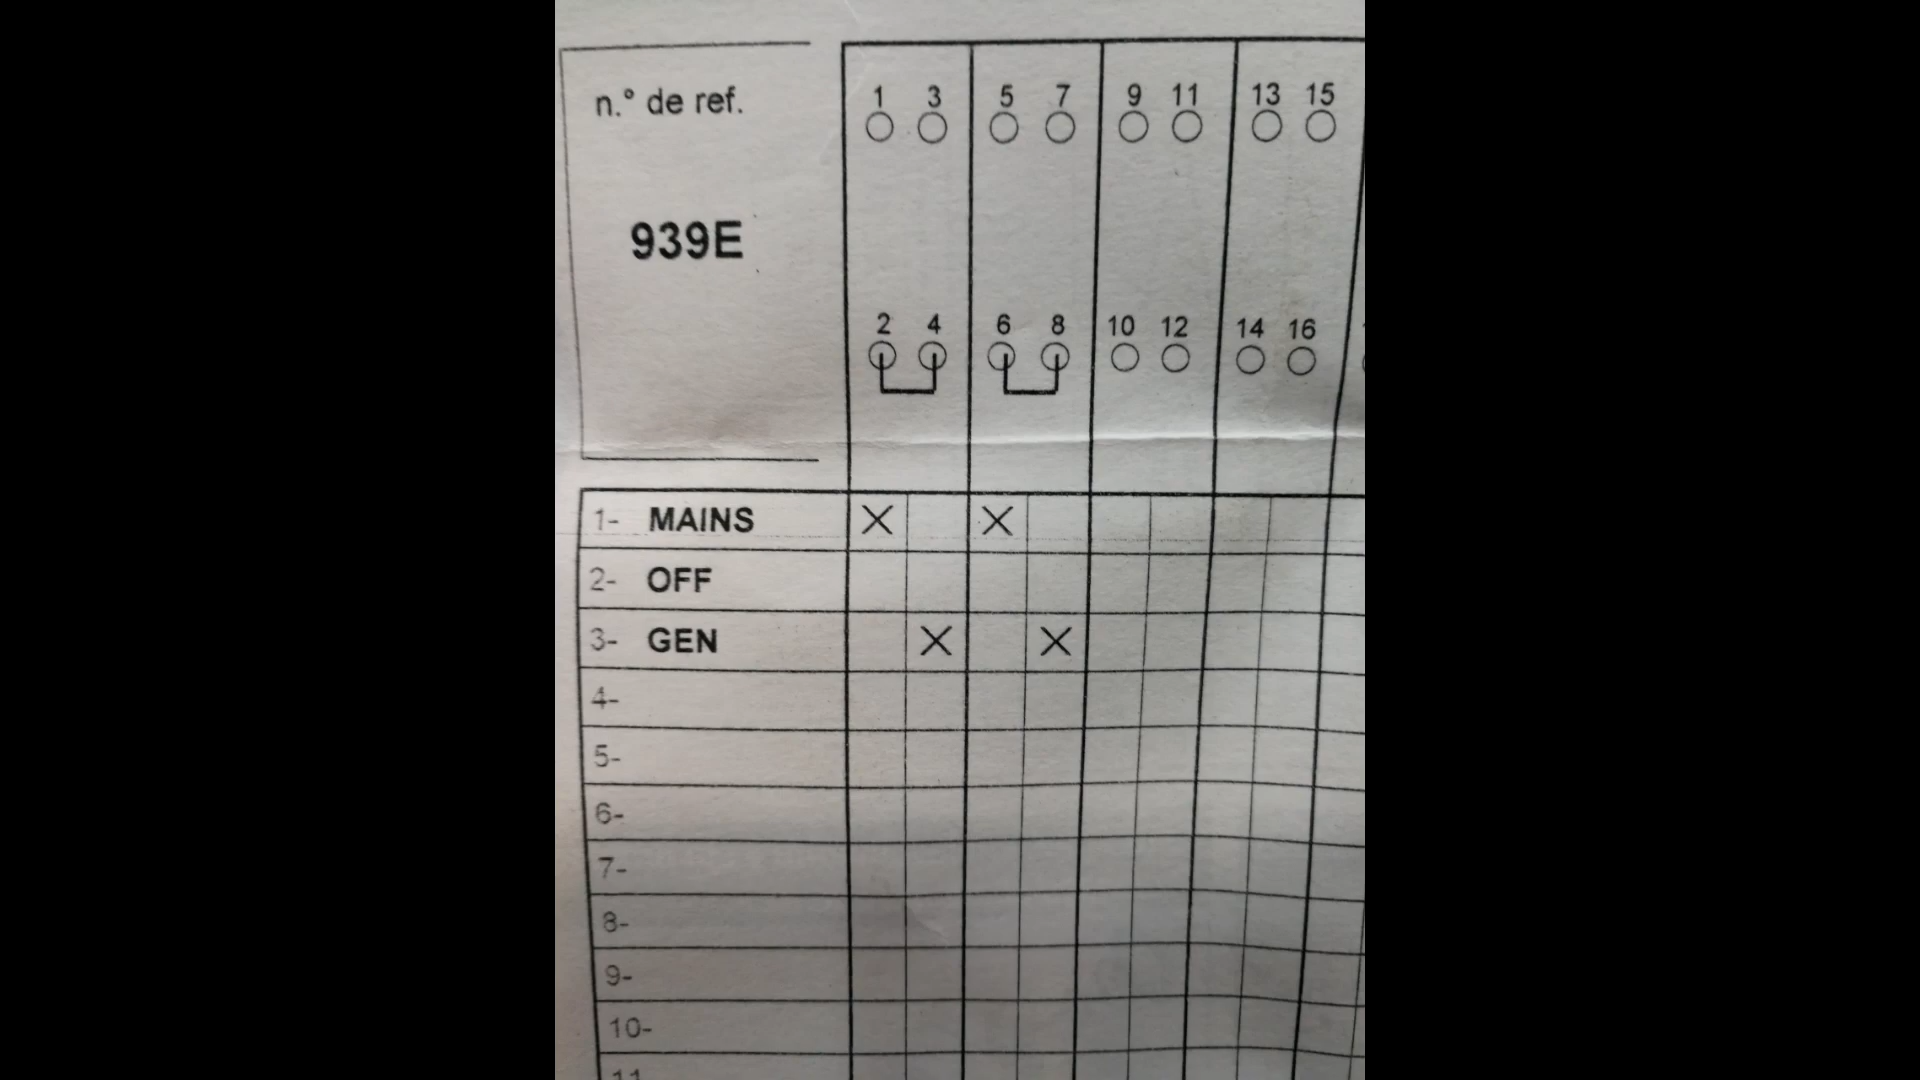 n.° de ref.
1 3 5 7 9 11 13 15
939E
2 4 6 8 10 12 14 16
1- MAINS X X
2- OFF
3- GEN X X
4-
5-
6-
7-
8-
9-
10-
11